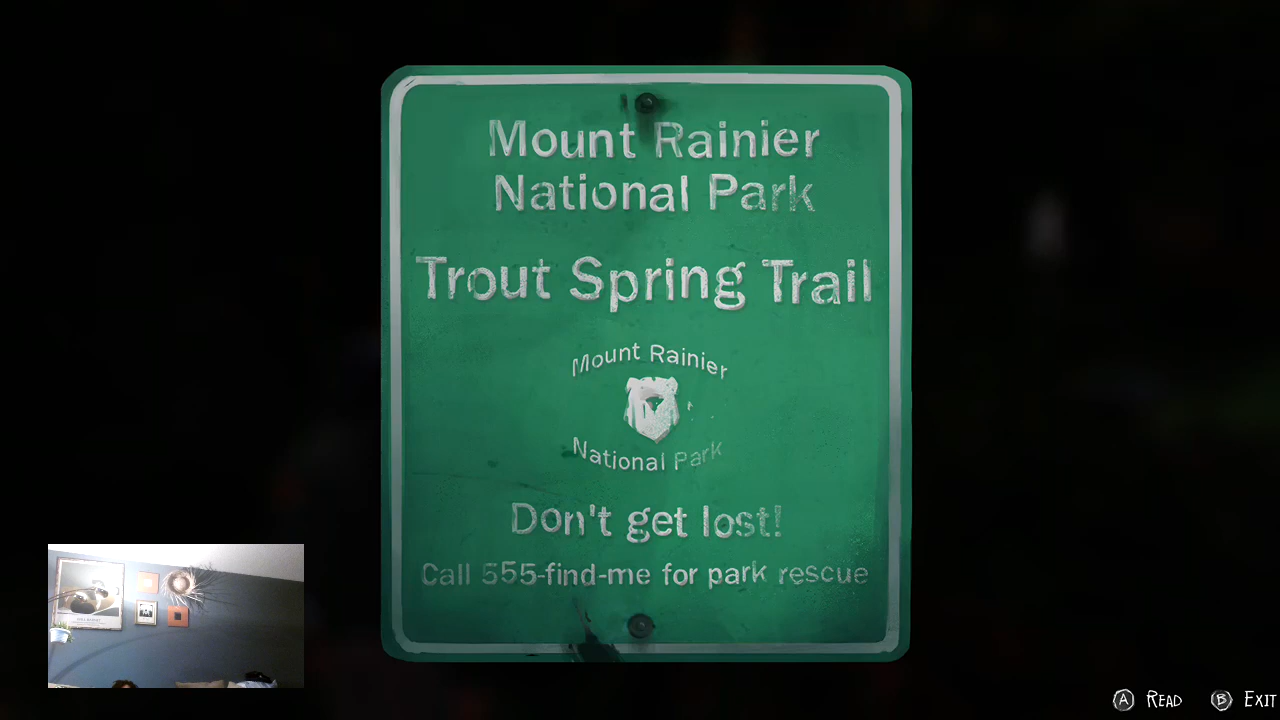 Mount Rainier
National Park
Trout Spring Trail
Mount Rainier
National Park
Don't get lost!
Call 555-find-me for park rescue
A READ B EXIT